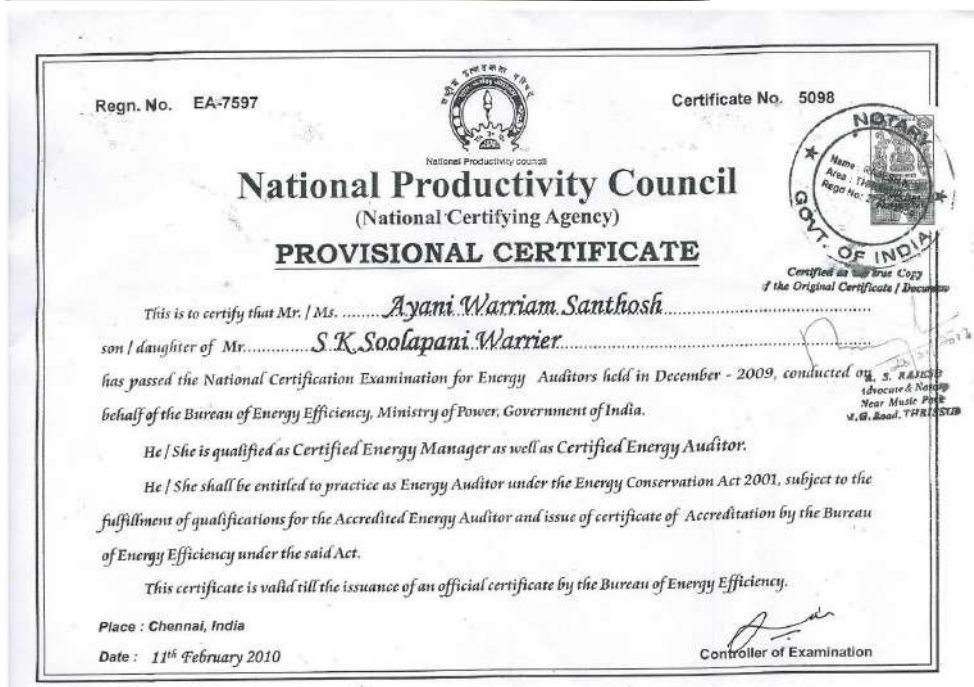 Regn. No. EA-7597
Certificate No. 5098
National Productivity Council
National Productivity Council
(National Certifying Agency)
PROVISIONAL CERTIFICATE
NOTARY
GOVT. OF INDIA
Certified as true Copy
of the Original Certificate / Document
This is to certify that Mr. / Ms. ........Ayani Warriam Santhosh........
son / daughter of Mr........S K Soolapani Warrier........
has passed the National Certification Examination for Energy Auditors held in December - 2009, conducted on
behalf of the Bureau of Energy Efficiency, Ministry of Power, Government of India.
S. RAJESH
Advocate & Notary
Near Music Park
M.G. Road, THRISSUR
He / She is qualified as Certified Energy Manager as well as Certified Energy Auditor.
He / She shall be entitled to practice as Energy Auditor under the Energy Conservation Act 2001, subject to the
fulfillment of qualifications for the Accredited Energy Auditor and issue of certificate of Accreditation by the Bureau
of Energy Efficiency under the said Act.
This certificate is valid till the issuance of an official certificate by the Bureau of Energy Efficiency.
Place : Chennai, India
Date : 11th February 2010
Controller of Examination